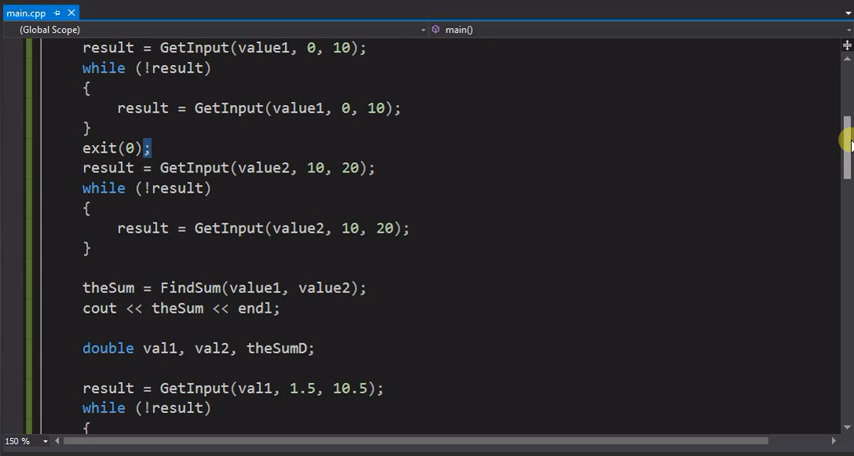 main.cpp
(Global Scope)
main()
result = GetInput(value1, 0, 10);
while (!result)
{
result = GetInput(value1, 0, 10);
}
exit(0);
result = GetInput(value2, 10, 20);
while (!result)
{
result = GetInput(value2, 10, 20);
}
theSum = FindSum(value1, value2);
cout << theSum << endl;
double val1, val2, theSumD;
result = GetInput(val1, 1.5, 10.5);
while (!result)
{
150 %